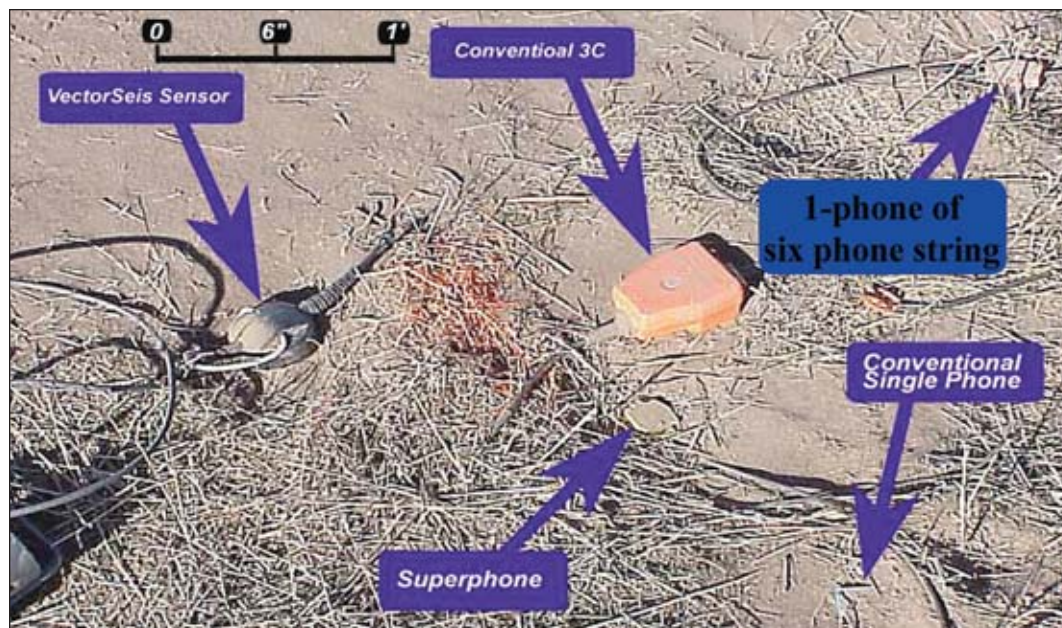 0 6" 1'
VectorSeis Sensor
Conventioal 3C
1-phone of
six phone string
Conventional
Single Phone
Superphone